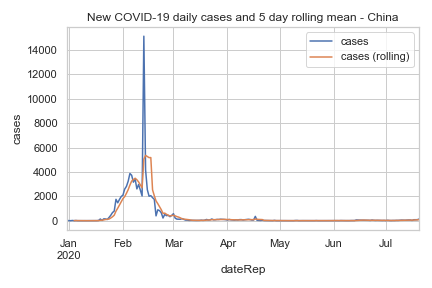 New COVID-19 daily cases and 5 day rolling mean - China
cases
cases (rolling)
14000
12000
10000
8000
6000
4000
2000
0
cases
Jan Feb Mar Apr May Jun Jul
2020
dateRep